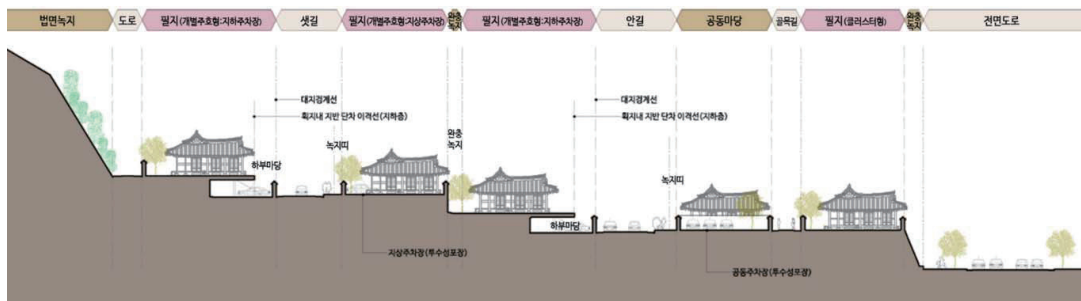 법면녹지
도로
필지(개별주호형:지하주차장)
샛길
필지(개별주호형:지상주차장)
완충
녹지
필지(개별주호형:지하주차장)
안길
공동마당
골목길
필지(클러스터형)
완충
녹지
전면도로
대지경계선
획지내 지반 단차 이격선(지하층)
하부마당
녹지띠
완충
녹지
대지경계선
획지내 지반 단차 이격선(지하층)
녹지띠
하부마당
지상주차장(투수성포장)
공동주차장(투수성포장)